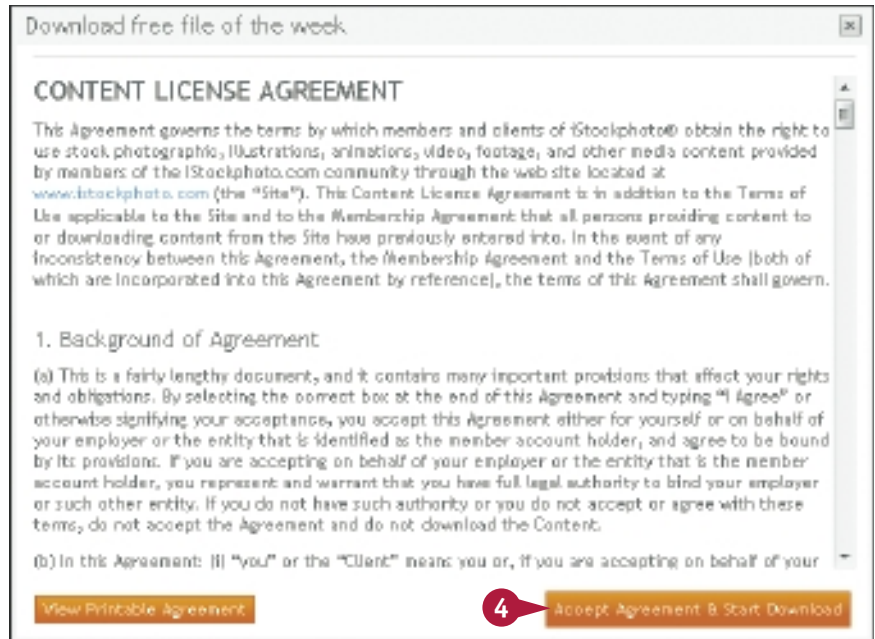 Download free file of the week
CONTENT LICENSE AGREEMENT
This Agreement governs the terms by which members and clients of iStockphoto® obtain the right to
use stock photographic, illustrations, animations, video, footage, and other media content provided
by members of the iStockphoto.com community through the web site located at
www.istockphoto.com (the “Site”). This Content License Agreement is in addition to the Terms of
Use applicable to the Site and to the Membership Agreement that all persons providing content to
or downloading content from the Site have previously entered into. In the event of any
inconsistency between this Agreement, the Membership Agreement and the Terms of Use (both of
which are incorporated into this Agreement by reference), the terms of this Agreement shall govern.
1. Background of Agreement
(a) This is a fairly lengthy document, and it contains many important provisions that affect your rights
and obligations. By selecting the correct box at the end of this Agreement and typing “I Agree” or
otherwise signifying your acceptance, you accept this Agreement either for yourself or on behalf of
your employer or the entity that is identified as the member account holder, and agree to be bound
by its provisions. If you are accepting on behalf of your employer or the entity that is the member
account holder, you represent and warrant that you have full legal authority to bind your employer
or such other entity. If you do not have such authority or you do not accept or agree with these
terms, do not accept the Agreement and do not download the Content.
(b) In this Agreement: (i) “you” or the “Client” means you or, if you are accepting on behalf of your
View Printable Agreement
4
Accept Agreement & Start Download